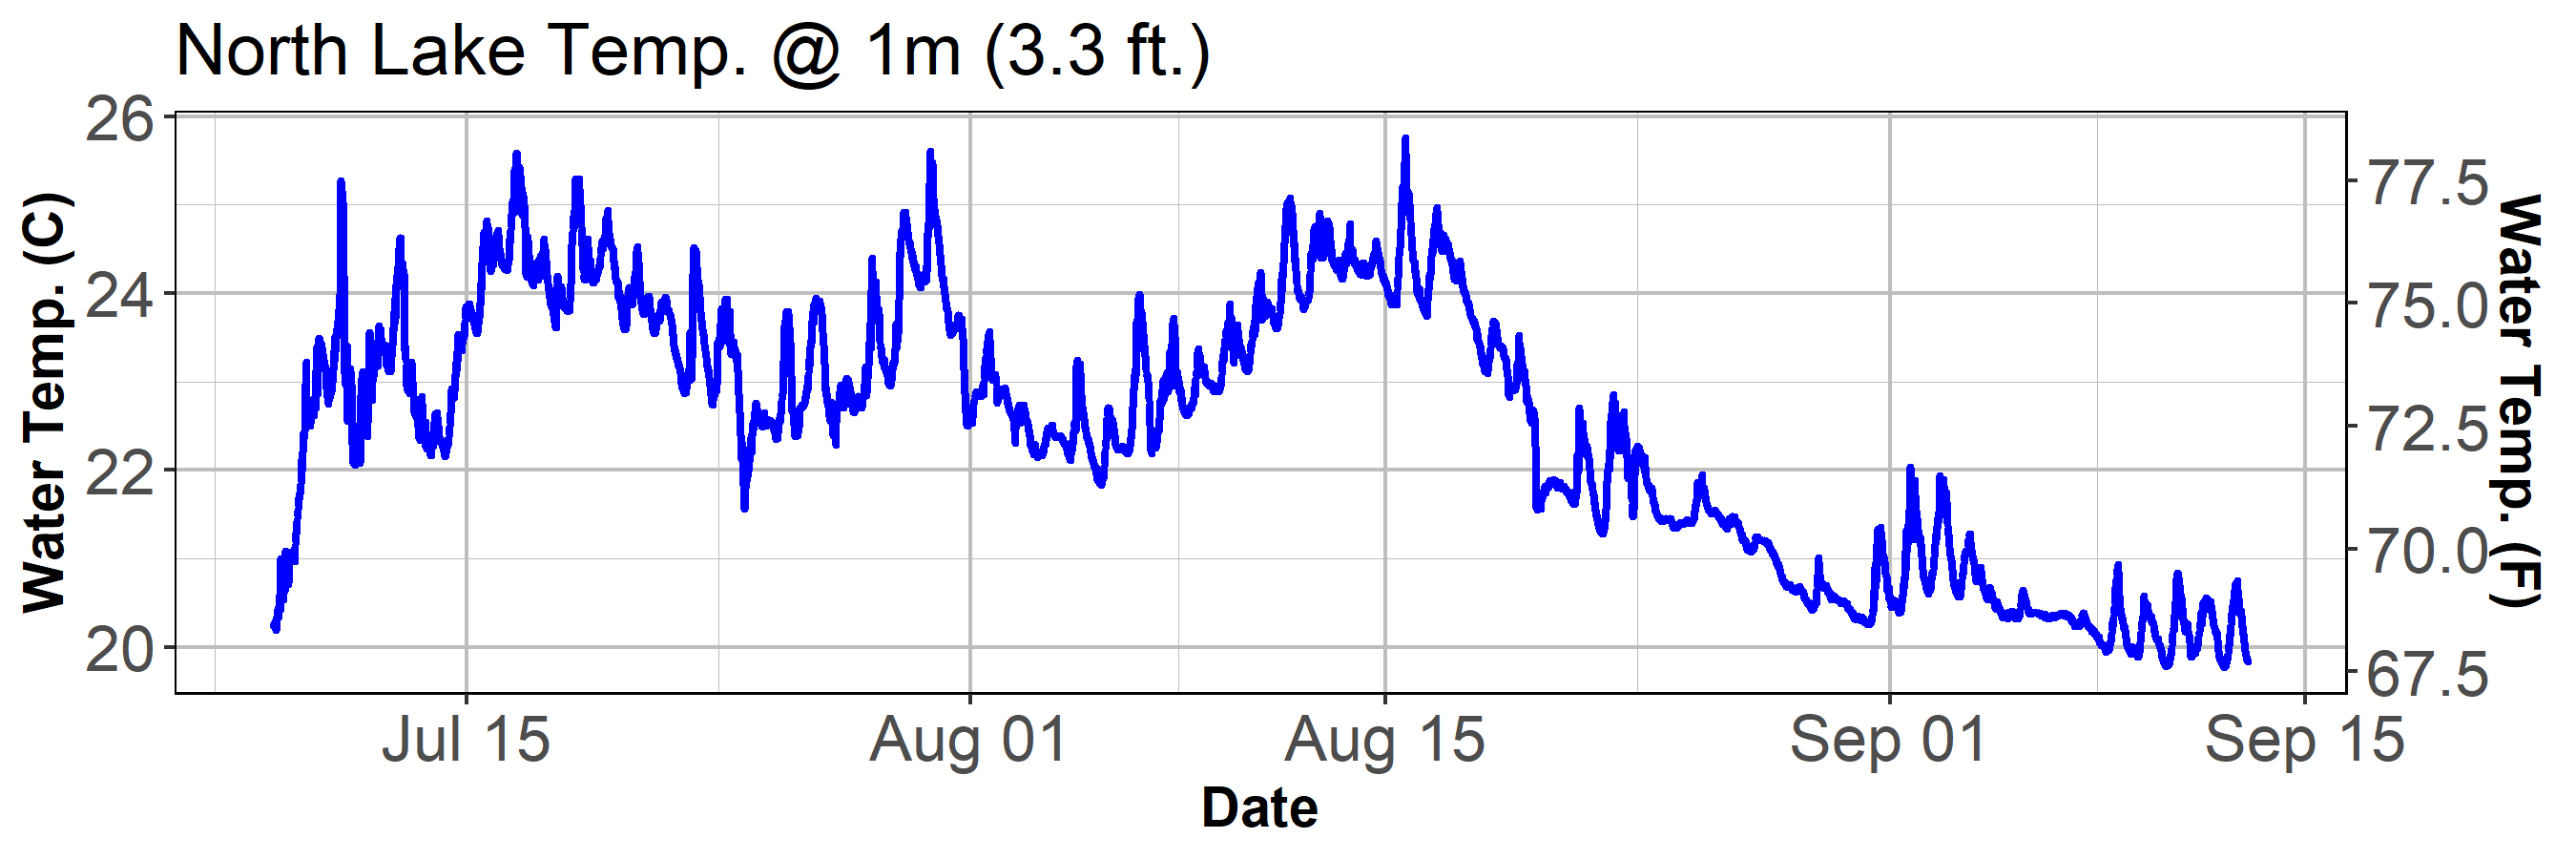 North Lake Temp. @ 1m (3.3 ft.)
Water Temp. (C)
26
24
22
20
77.5
75.0
72.5
70.0
67.5
Water Temp. (F)
Jul 15
Aug 01
Aug 15
Sep 01
Sep 15
Date